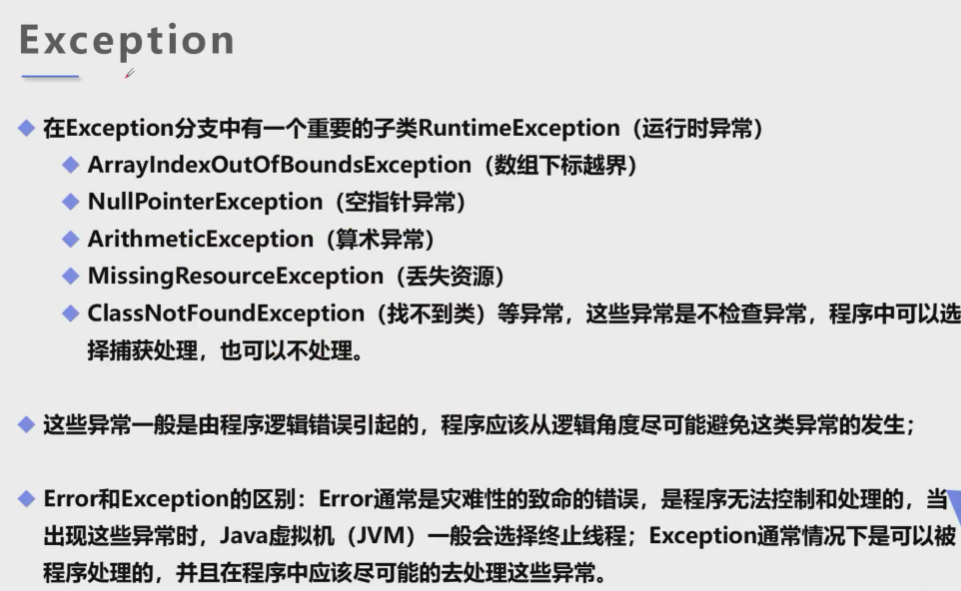 Exception
在Exception分支中有一个重要的子类RuntimeException（运行时异常）
ArrayIndexOutOfBoundsException（数组下标越界）
NullPointerException（空指针异常）
ArithmeticException（算术异常）
MissingResourceException（丢失资源）
ClassNotFoundException（找不到类）等异常，这些异常是不检查异常，程序中可以选
择捕获处理，也可以不处理。
这些异常一般是由程序逻辑错误引起的，程序应该从逻辑角度尽可能避免这类异常的发生；
Error和Exception的区别：Error通常是灾难性的致命的错误，是程序无法控制和处理的，当
出现这些异常时，Java虚拟机（JVM）一般会选择终止线程；Exception通常情况下是可以被
程序处理的，并且在程序中应该尽可能的去处理这些异常。